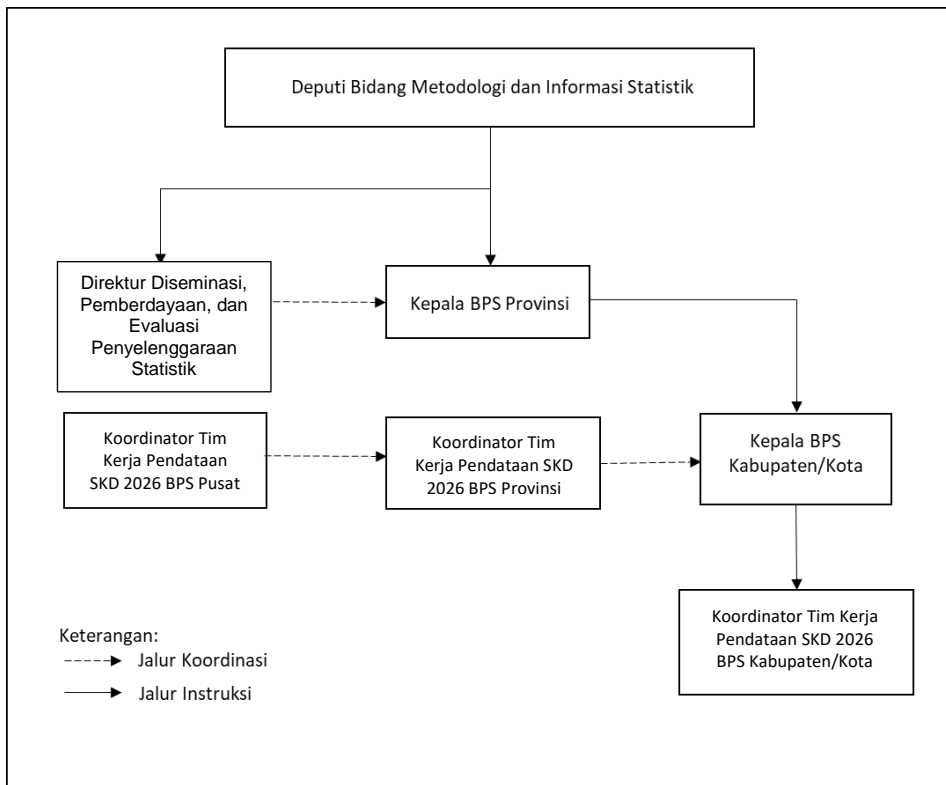 Deputi Bidang Metodologi dan Informasi Statistik
Direktur Diseminasi,
Pemberdayaan, dan
Evaluasi
Penyelenggaraan
Statistik
Kepala BPS Provinsi
Koordinator Tim
Kerja Pendataan
SKD 2026 BPS Pusat
Koordinator Tim
Kerja Pendataan SKD
2026 BPS Provinsi
Kepala BPS
Kabupaten/Kota
Koordinator Tim Kerja
Pendataan SKD 2026
BPS Kabupaten/Kota
Keterangan:
Jalur Koordinasi
Jalur Instruksi